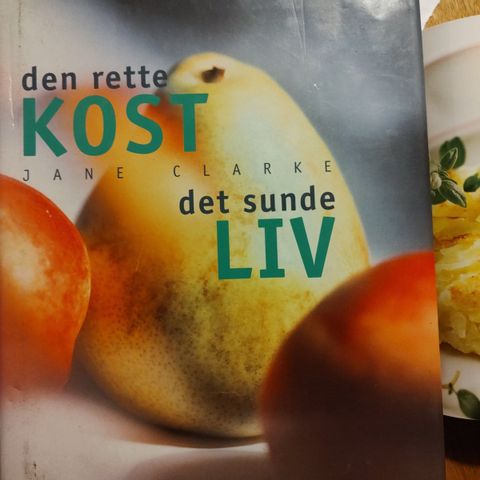 den rette
KOST
JANE CLARKE
det sunde
LIV